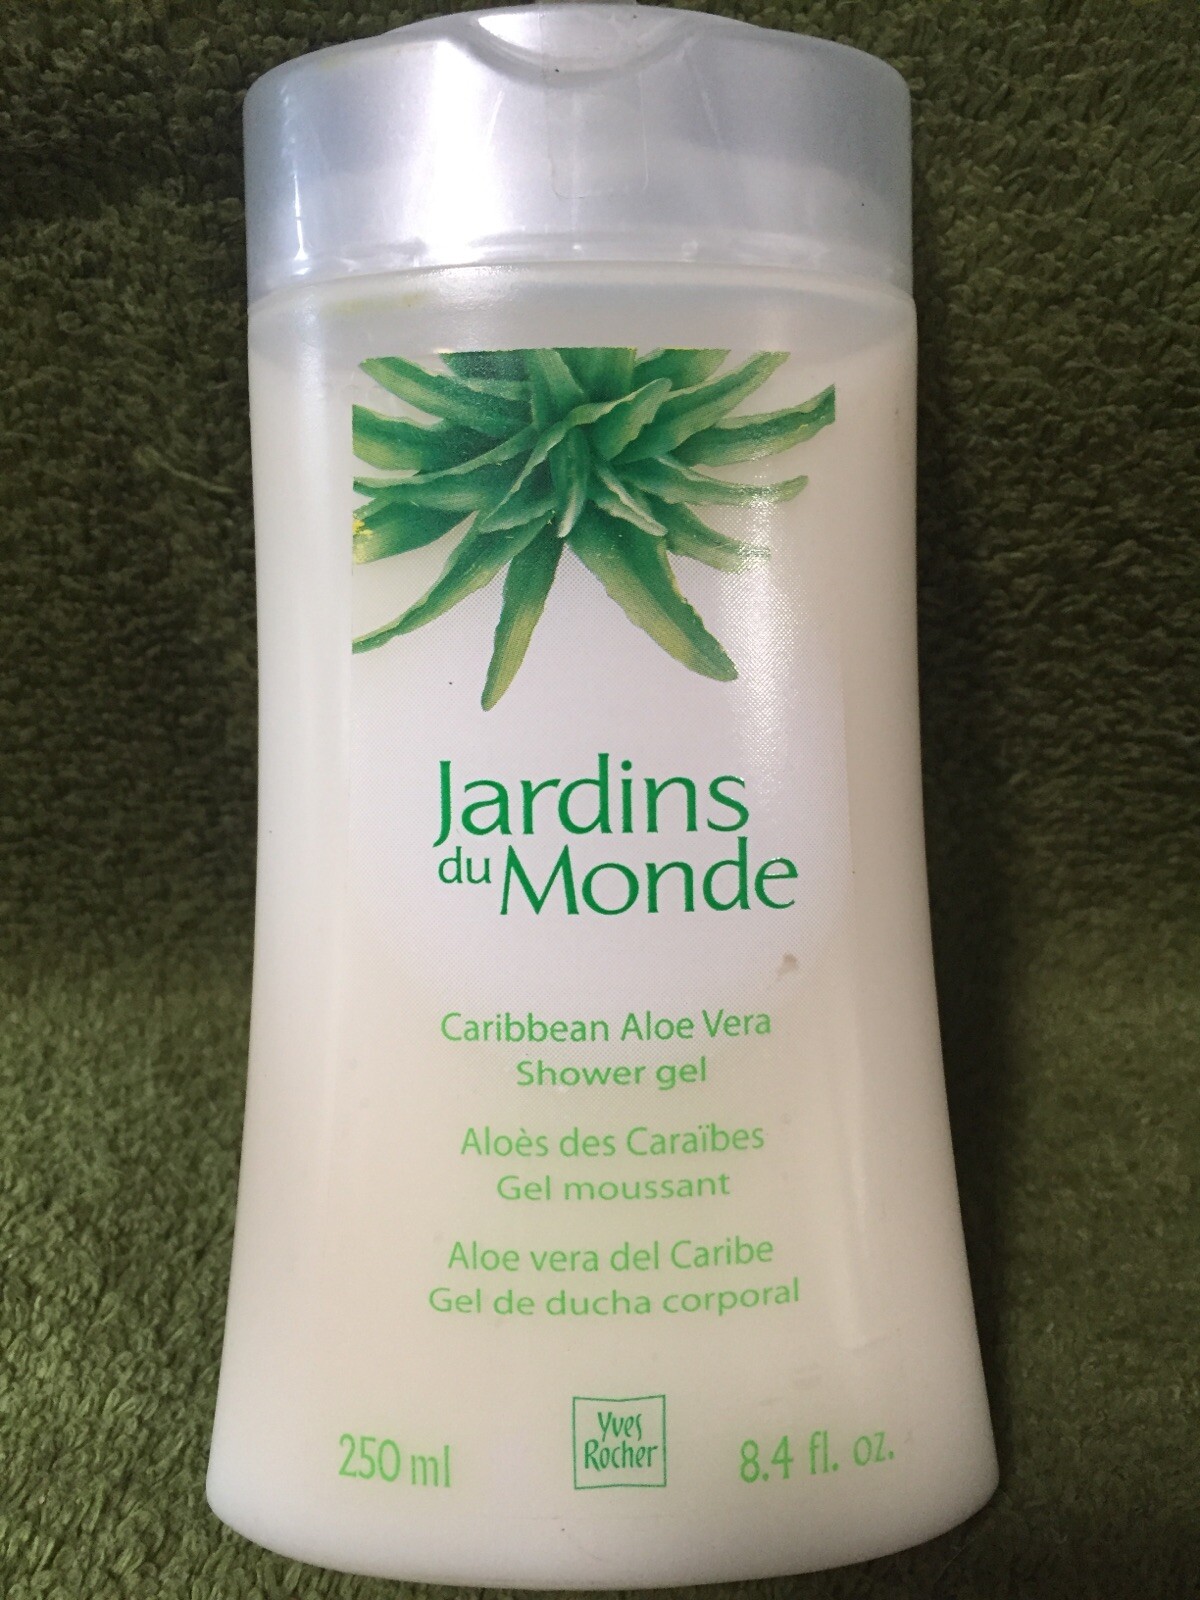 Jardins
du Monde
Caribbean Aloe Vera
Shower gel
Aloès des Caraïbes
Gel moussant
Aloe vera del Caribe
Gel de ducha corporal
250 ml
Yves
Rocher
8.4 fl. oz.